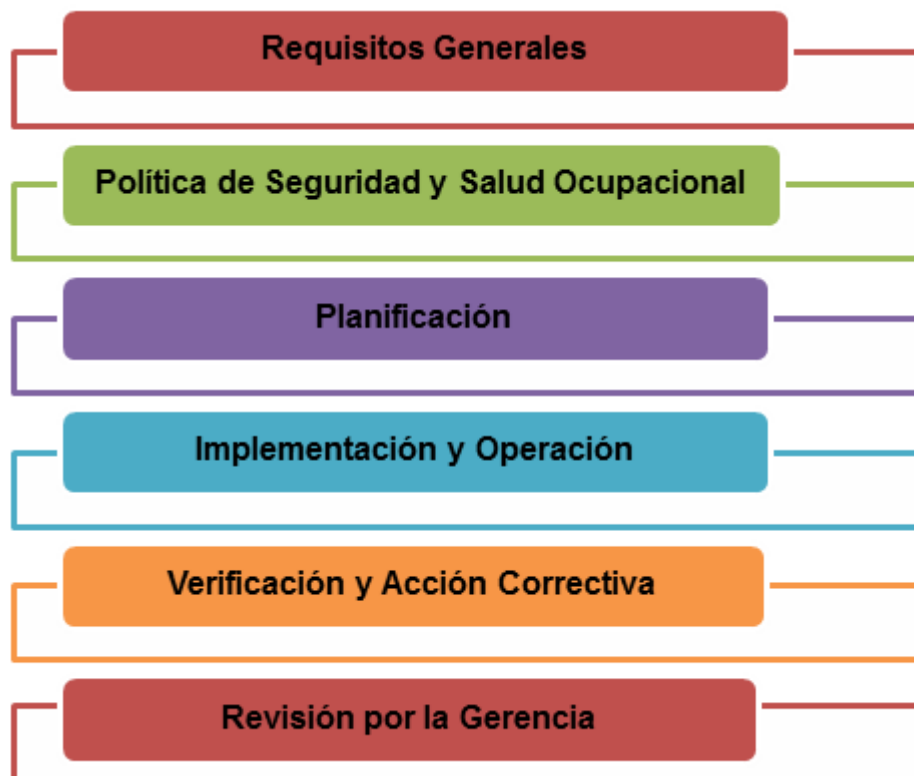 Requisitos Generales
Política de Seguridad y Salud Ocupacional
Planificación
Implementación y Operación
Verificación y Acción Correctiva
Revisión por la Gerencia